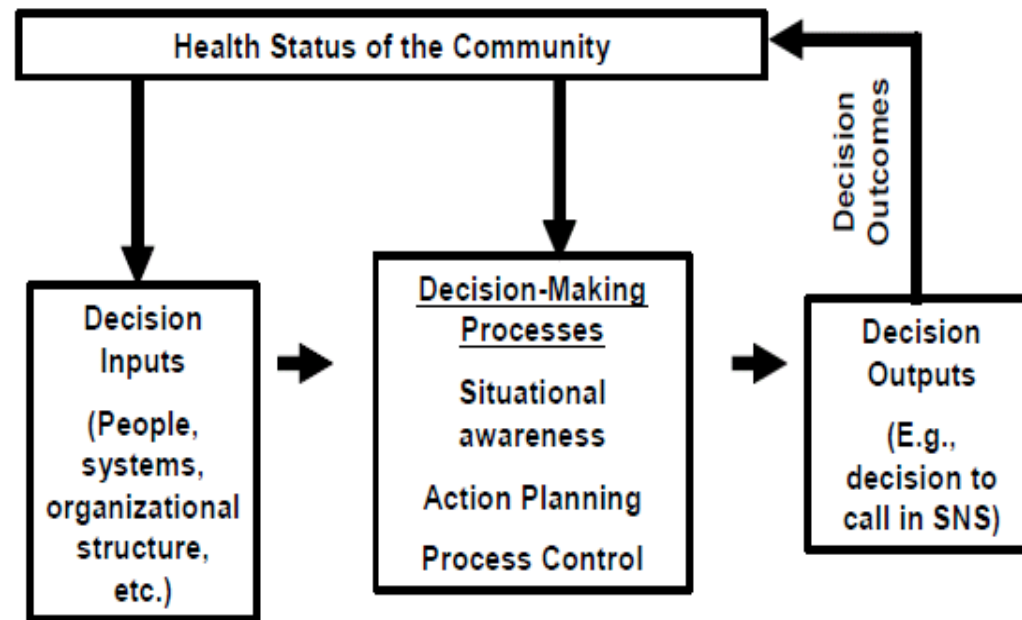 Health Status of the Community
Decision
Outcomes
Decision
Inputs
(People,
systems,
organizational
structure,
etc.)
Decision-Making
Processes
Situational
awareness
Action Planning
Process Control
Decision
Outputs
(E.g.,
decision to
call in SNS)